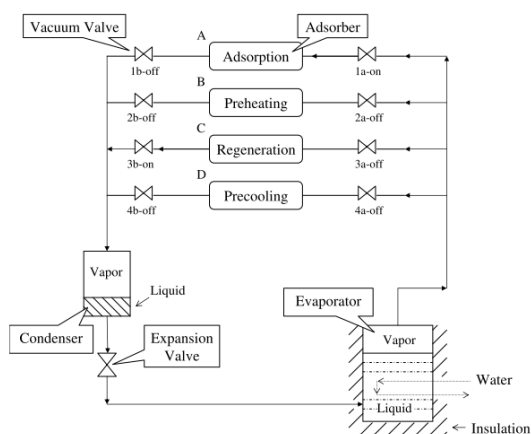 Vacuum Valve
A
Adsorption
Adsorber
1b-off
1a-on
B
Preheating
2b-off
2a-off
C
Regeneration
3b-on
3a-off
D
Precooling
4b-off
4a-off
Vapor
Liquid
Condenser
Expansion
Valve
Evaporator
Vapor
Water
Liquid
Insulation